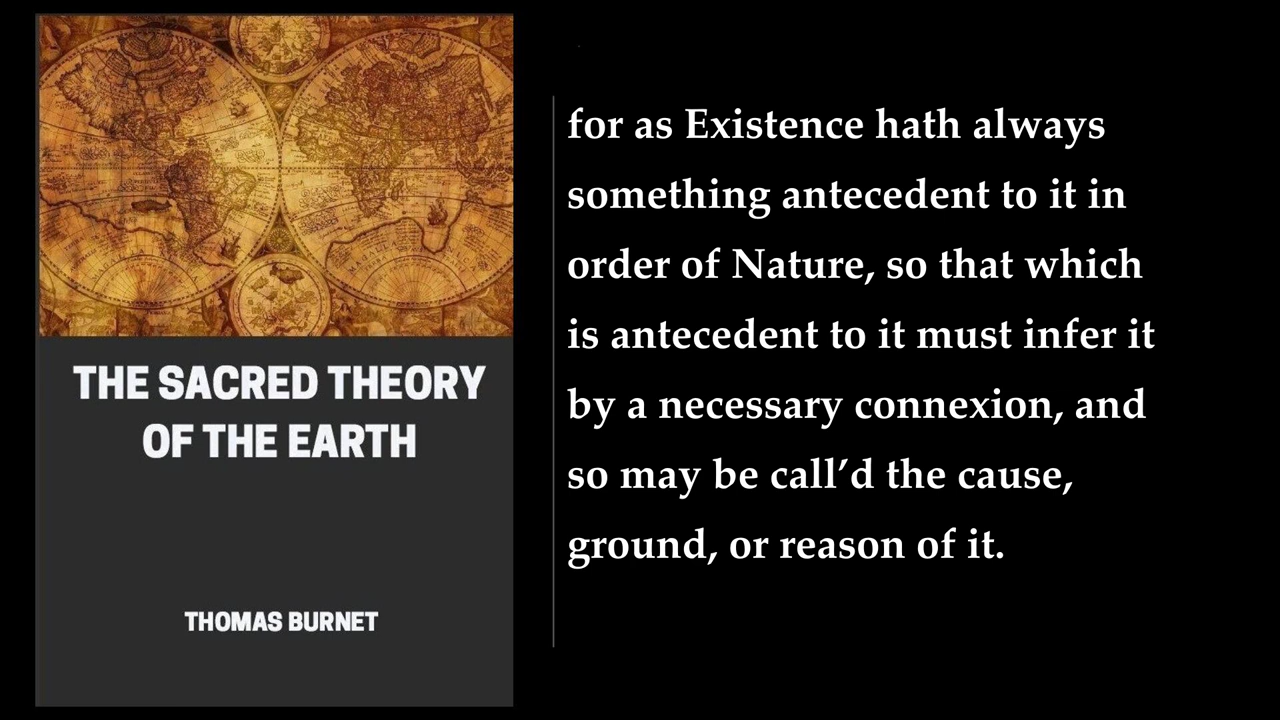 THE SACRED THEORY
OF THE EARTH
THOMAS BURNET
for as Existence hath always
something antecedent to it in
order of Nature, so that which
is antecedent to it must infer it
by a necessary connexion, and
so may be call’d the cause,
ground, or reason of it.